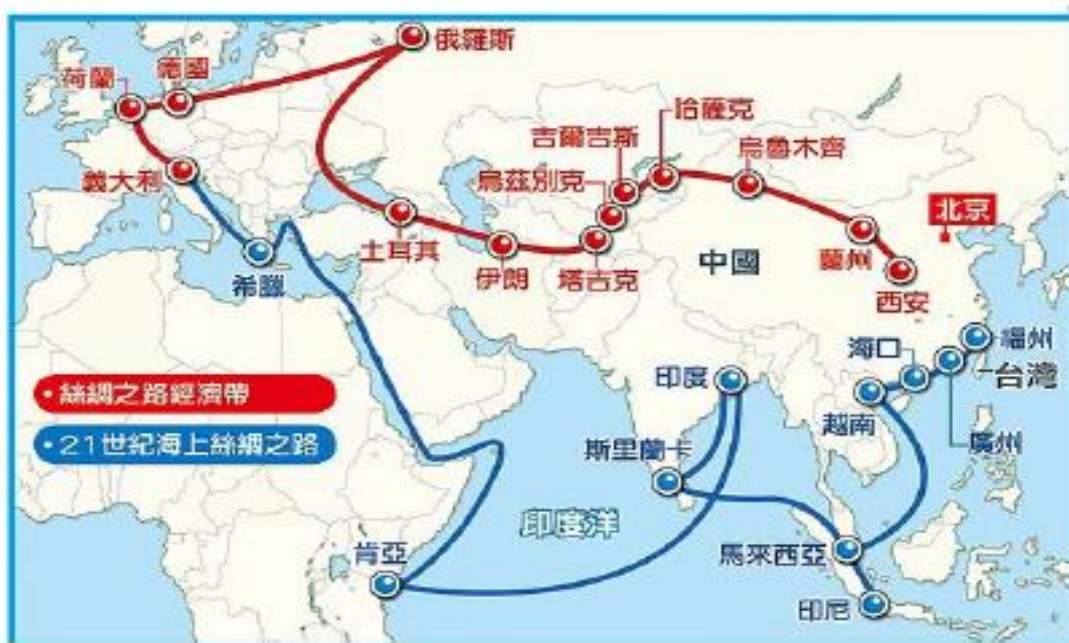 俄羅斯
德國
荷蘭
哈薩克
吉爾吉斯
烏魯木齊
義大利
烏茲別克
北京
土耳其
中國
蘭州
希臘
伊朗
塔吉克
西安
福州
海口
印度
台灣
• 絲綢之路經濟帶
越南
• 21世紀海上絲綢之路
斯里蘭卡
廣州
印度洋
肯亞
馬來西亞
印尼